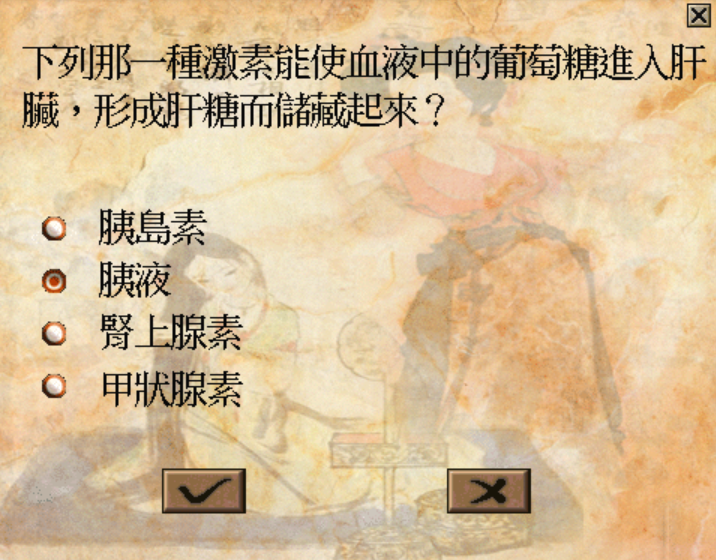 下列那一種激素能使血液中的葡萄糖進入肝
臟，形成肝糖而儲藏起來？
胰島素
胰液
腎上腺素
甲狀腺素